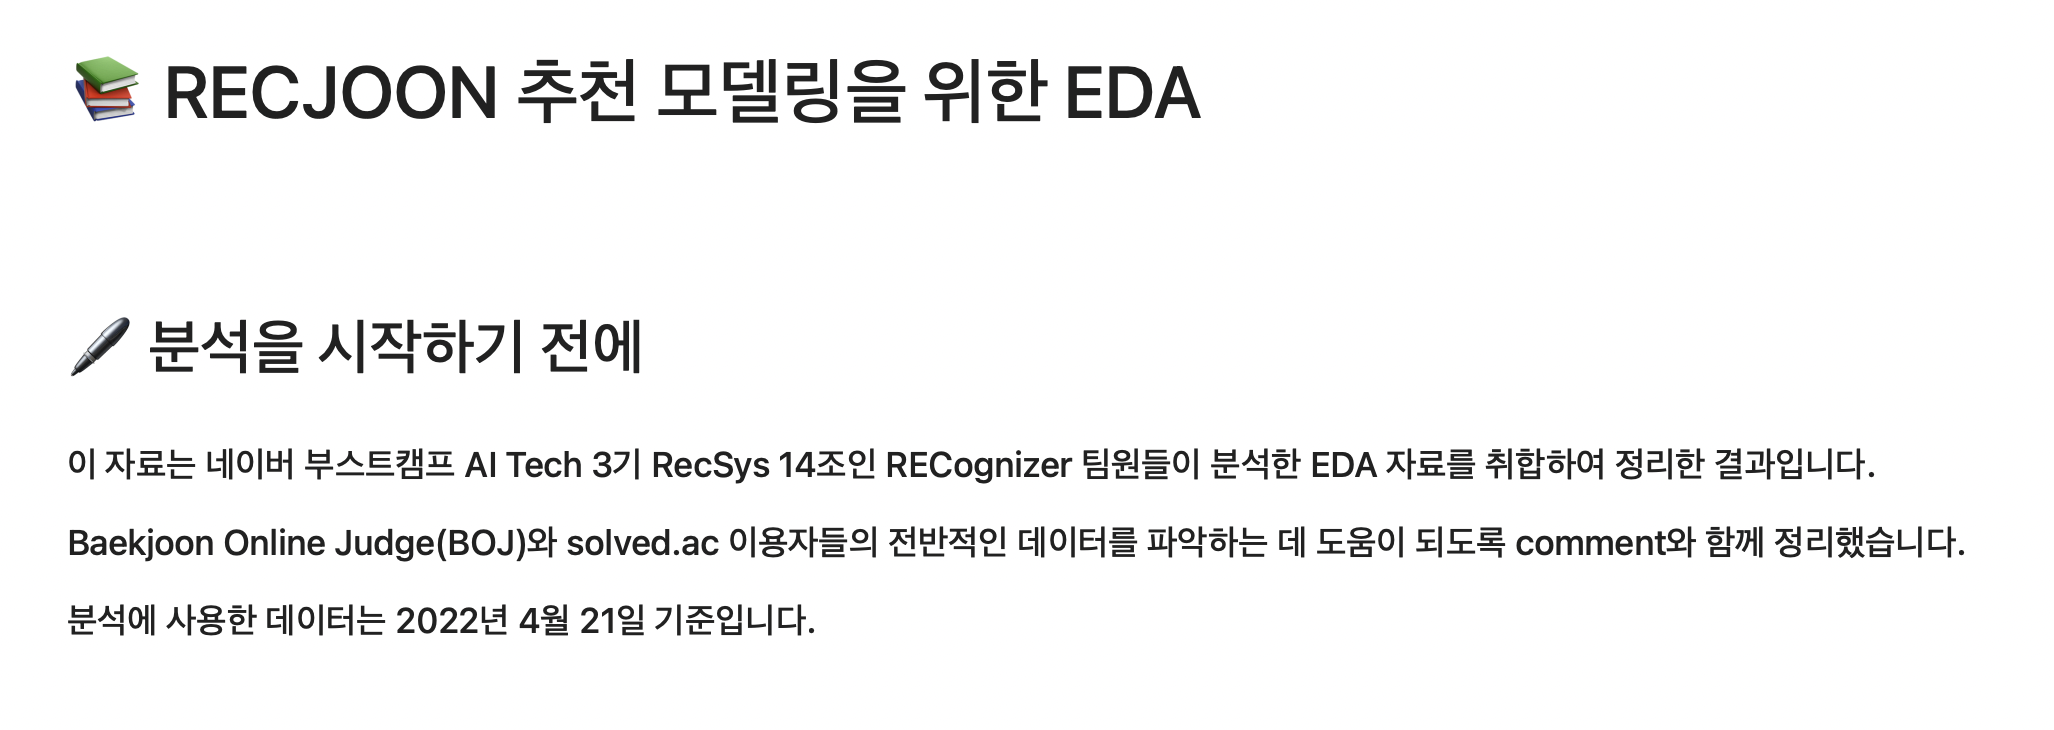 📚 RECJOON 추천 모델링을 위한 EDA
🖋️ 분석을 시작하기 전에
이 자료는 네이버 부스트캠프 AI Tech 3기 RecSys 14조인 RECognizer 팀원들이 분석한 EDA 자료를 취합하여 정리한 결과입니다.
Baekjoon Online Judge(BOJ)와 solved.ac 이용자들의 전반적인 데이터를 파악하는 데 도움이 되도록 comment와 함께 정리했습니다.
분석에 사용한 데이터는 2022년 4월 21일 기준입니다.